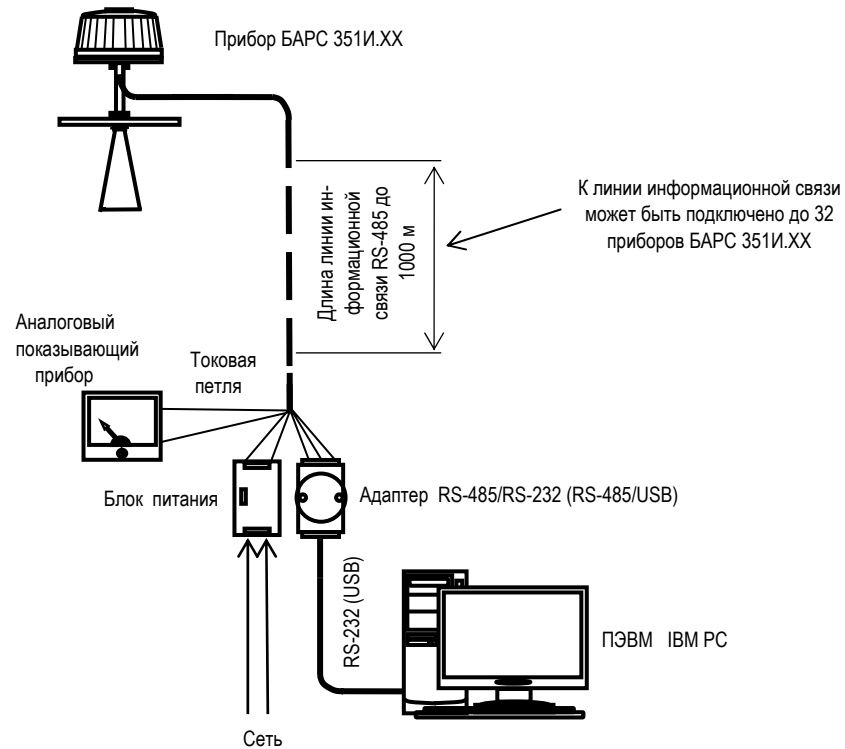 Прибор БАРС 351И.ХХ
Длина линии ин-
формационной
связи RS-485 до
1000 м
К линии информационной связи
может быть подключено до 32
приборов БАРС 351И.ХХ
Аналоговый
показывающий
прибор
Токовая
петля
Блок питания
Адаптер RS-485/RS-232 (RS-485/USB)
RS-232 (USB)
ПЭВМ IBM PC
Сеть